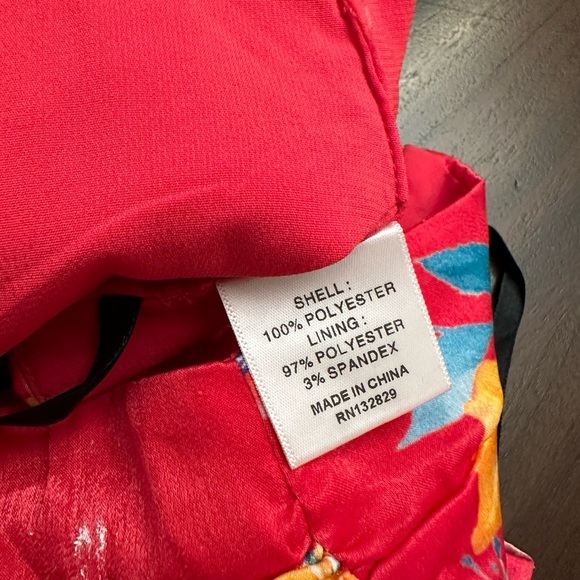 SHELL :
100% POLYESTER
LINING :
97% POLYESTER
3% SPANDEX
MADE IN CHINA
RN132829